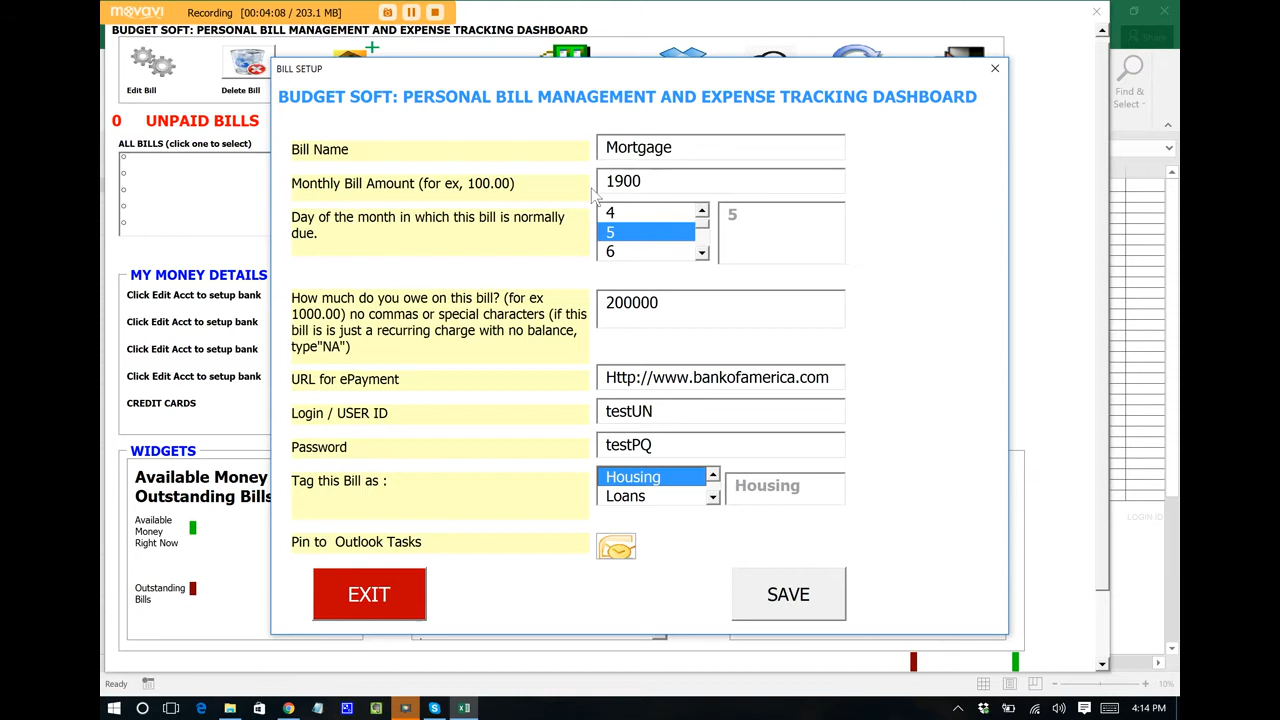 movavi
Recording [00:04:08 / 203.1 MB]
BUDGET SOFT: PERSONAL BILL MANAGEMENT AND EXPENSE TRACKING DASHBOARD
Share
Edit Bill
Delete Bill
Find &
Select
0 UNPAID BILLS
ALL BILLS (click one to select)
MY MONEY DETAILS
Click Edit Acct to setup bank
Click Edit Acct to setup bank
Click Edit Acct to setup bank
Click Edit Acct to setup bank
CREDIT CARDS
WIDGETS
Available Money
Outstanding Bills
Available
Money
Right Now
Outstanding
Bills
BILL SETUP
BUDGET SOFT: PERSONAL BILL MANAGEMENT AND EXPENSE TRACKING DASHBOARD
Bill Name
Mortgage
Monthly Bill Amount (for ex, 100.00)
1900
Day of the month in which this bill is normally
due.
4
5
6
5
How much do you owe on this bill? (for ex
1000.00) no commas or special characters (if this
bill is is just a recurring charge with no balance,
type"NA")
200000
URL for ePayment
Http://www.bankofamerica.com
Login / USER ID
testUN
Password
testPQ
Tag this Bill as :
Housing
Loans
Housing
Pin to Outlook Tasks
EXIT
SAVE
LOGIN ID
Ready
10%
4:14 PM